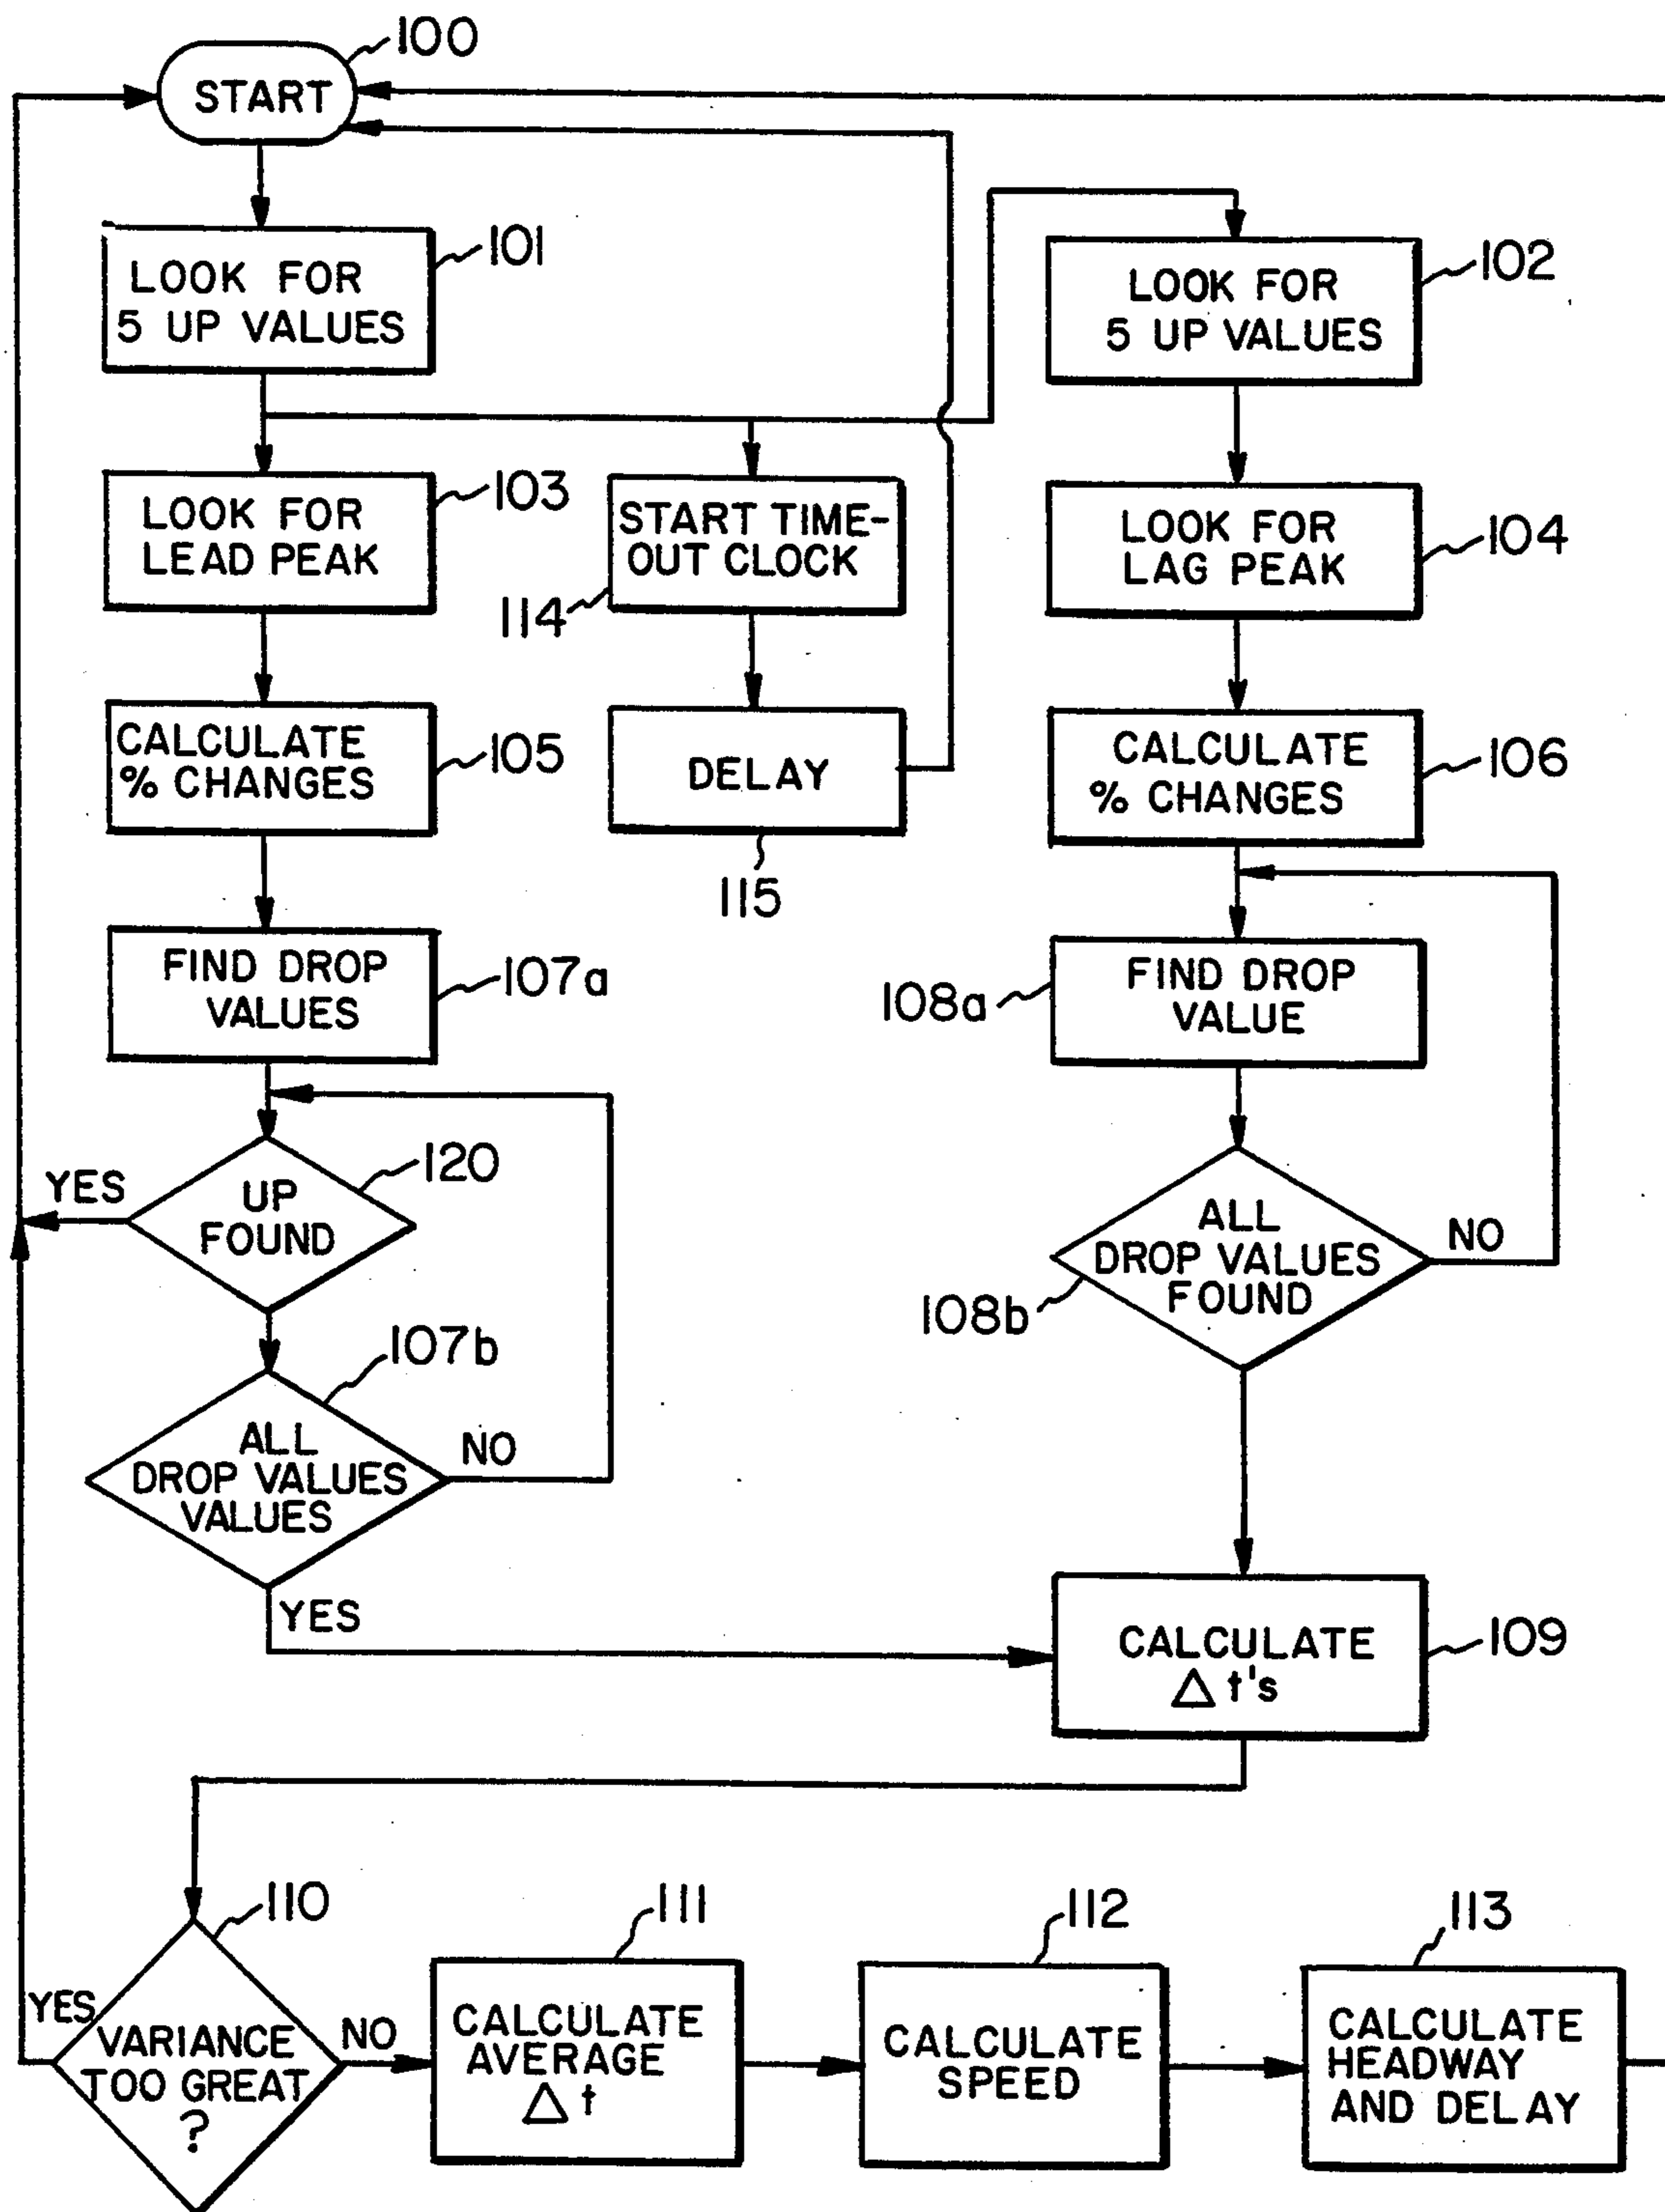 100
START
101
LOOK FOR
5 UP VALUES
102
LOOK FOR
5 UP VALUES
103
LOOK FOR
LEAD PEAK
START TIME-
OUT CLOCK
114
LOOK FOR
LAG PEAK
104
CALCULATE
% CHANGES
105
DELAY
115
CALCULATE
% CHANGES
106
FIND DROP
VALUES
107a
108a
FIND DROP
VALUE
YES
UP
FOUND
120
ALL
DROP VALUES
FOUND
NO
108b
107b
ALL
DROP VALUES
VALUES
NO
YES
CALCULATE
△ t's
109
110
YES
VARIANCE
TOO GREAT
?
NO
111
CALCULATE
AVERAGE
△ t
112
CALCULATE
SPEED
113
CALCULATE
HEADWAY
AND DELAY